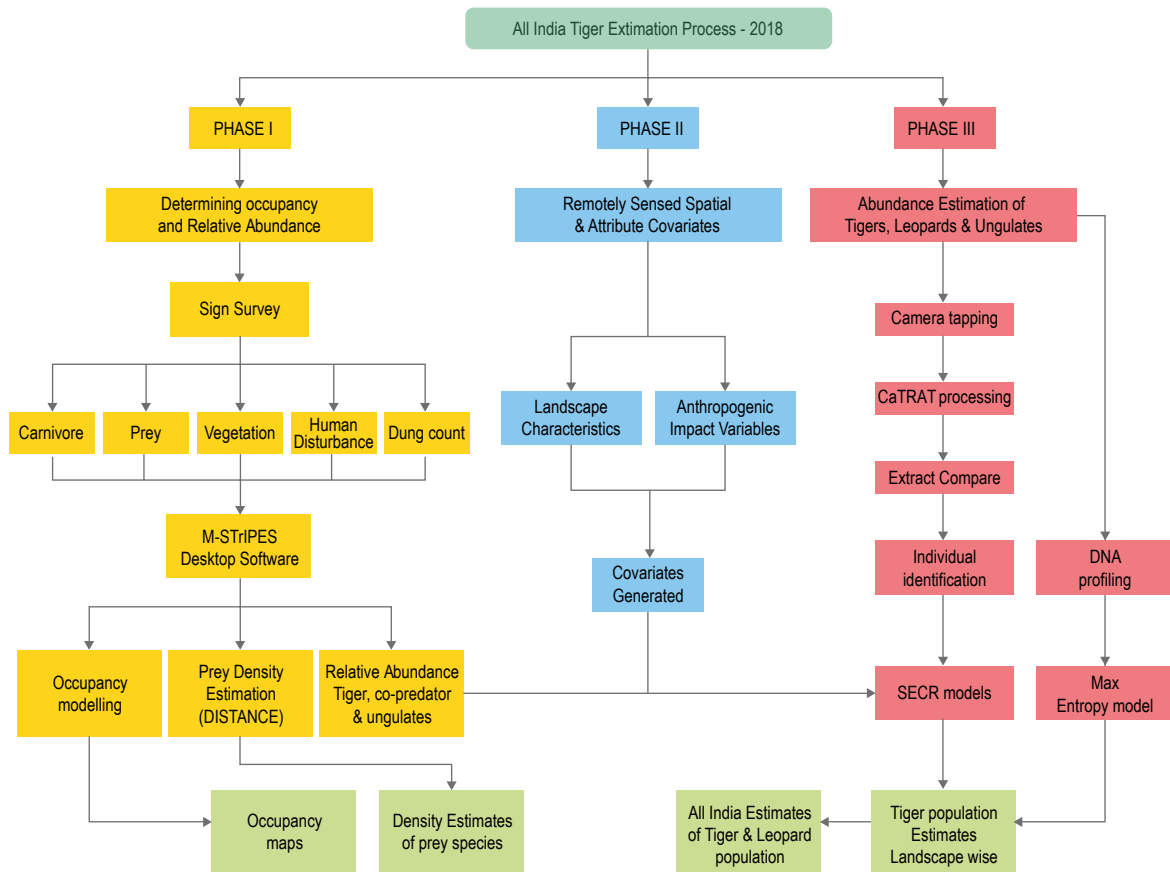 All India Tiger Extimation Process - 2018
PHASE I
PHASE II
PHASE III
Determining occupancy
and Relative Abundance
Remotely Sensed Spatial
& Attribute Covariates
Abundance Estimation of
Tigers, Leopards & Ungulates
Sign Survey
Camera tapping
CaTRAT processing
Carnivore
Prey
Vegetation
Human
Disturbance
Dung count
Landscape
Characteristics
Anthropogenic
Impact Variables
Extract Compare
M-STrIPES
Desktop Software
Covariates
Generated
Individual
identification
DNA
profiling
Occupancy
modelling
Prey Density
Estimation
(DISTANCE)
Relative Abundance
Tiger, co-predator
& ungulates
SECR models
Max
Entropy model
Occupancy
maps
Density Estimates
of prey species
All India Estimates
of Tiger & Leopard
population
Tiger population
Estimates
Landscape wise